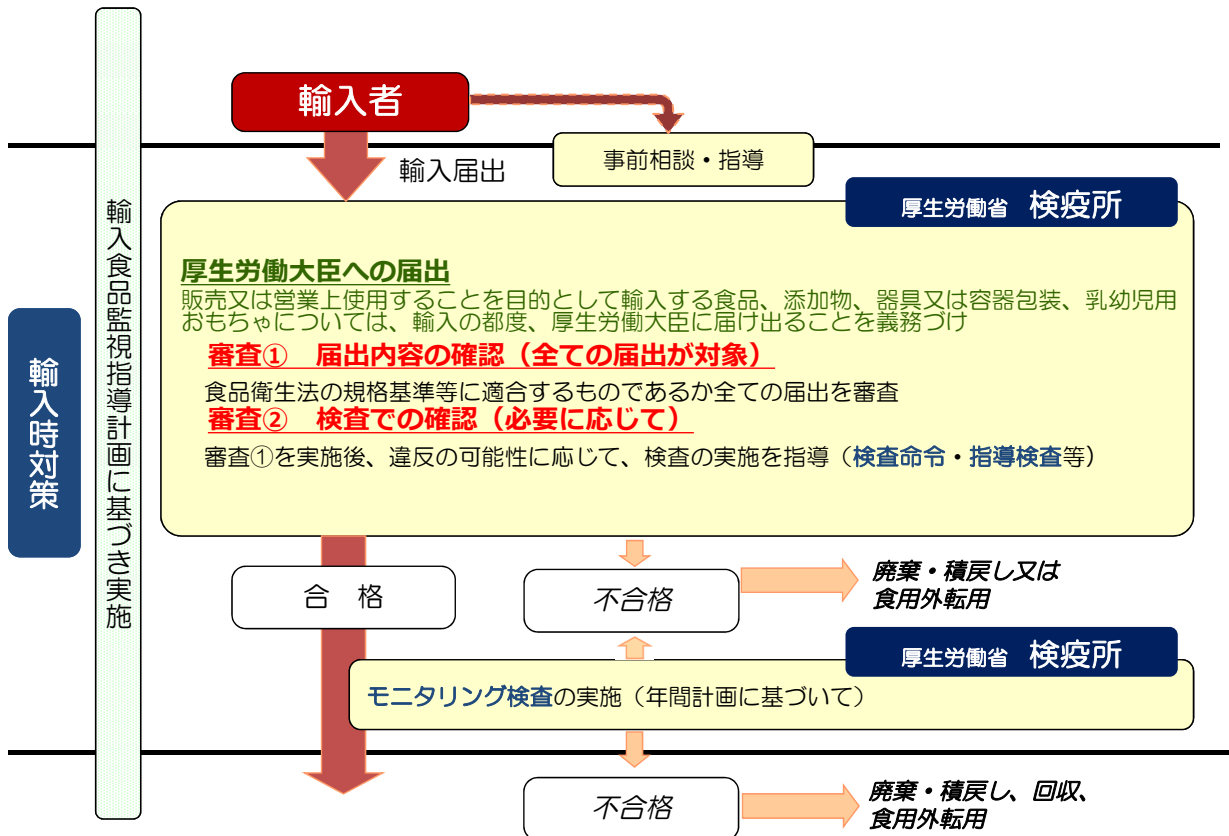 輸入者
事前相談・指導
輸入届出
厚生労働省 検疫所
輸入時対策
輸入食品監視指導計画に基づき実施
厚生労働大臣への届出
販売又は営業上使用することを目的として輸入する食品、添加物、器具又は容器包装、乳幼児用
おもちゃについては、輸入の都度、厚生労働大臣に届け出ることを義務づけ
審査① 届出内容の確認（全ての届出が対象）
食品衛生法の規格基準等に適合するものであるか全ての届出を審査
審査② 検査での確認（必要に応じて）
審査①を実施後、違反の可能性に応じて、検査の実施を指導（検査命令・指導検査等）
合 格
不合格
廃棄・積戻し又は
食用外転用
厚生労働省 検疫所
モニタリング検査の実施（年間計画に基づいて）
不合格
廃棄・積戻し、回収、
食用外転用